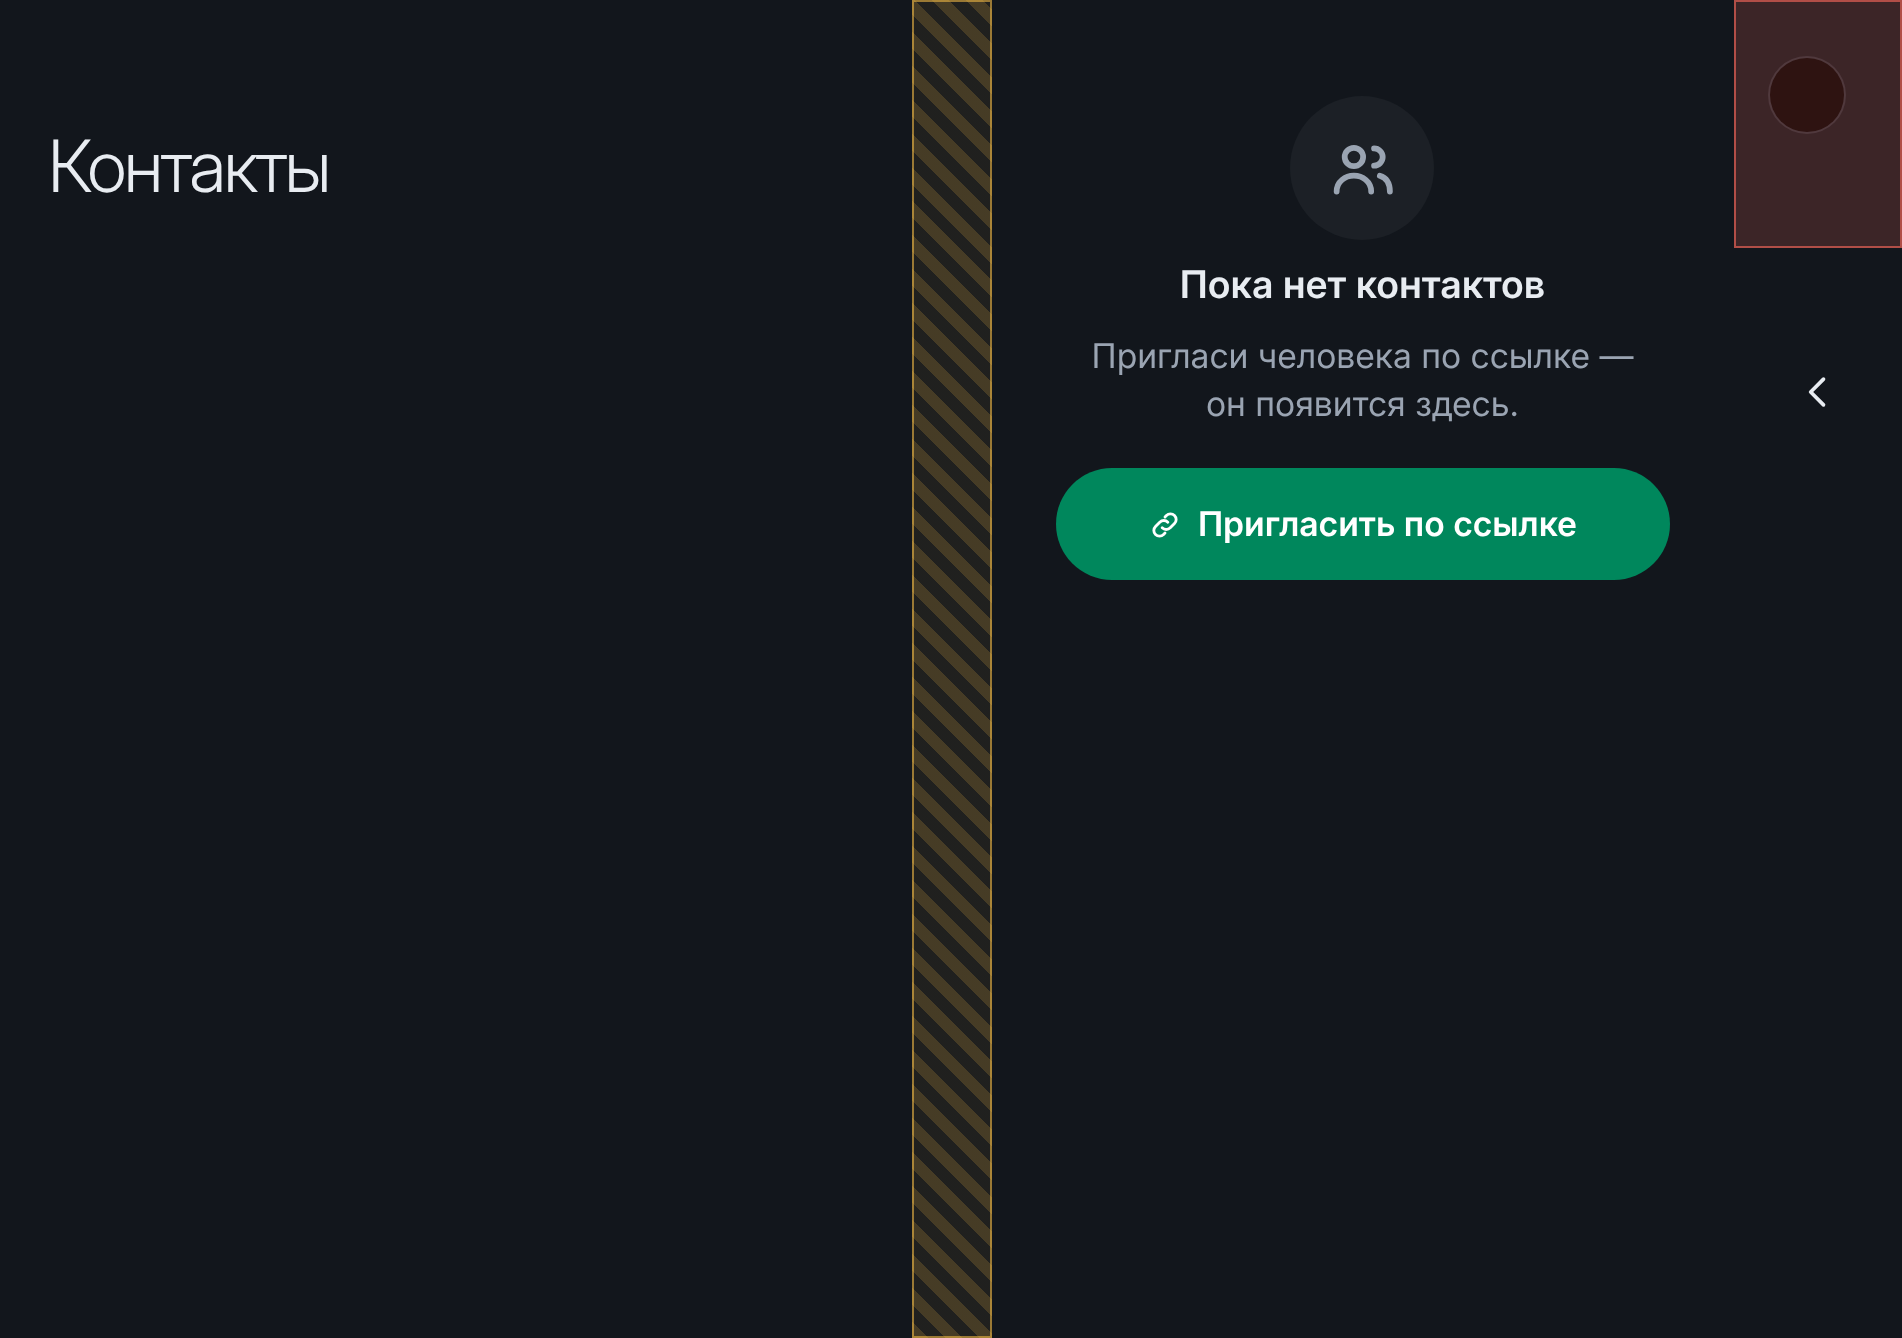 Контакты
Пока нет контактов
Пригласи человека по ссылке —
он появится здесь.
Пригласить по ссылке